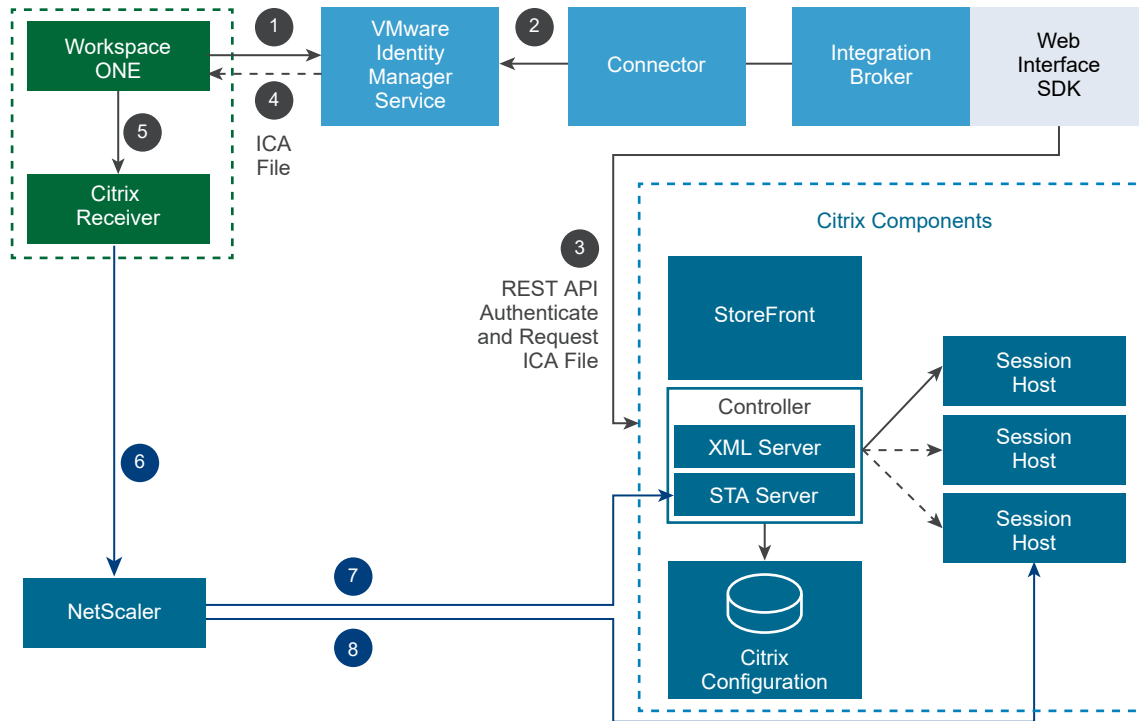 Workspace
ONE
1
VMware
Identity
Manager
Service
2
Connector
Integration
Broker
Web
Interface
SDK
4
ICA
File
5
Citrix
Receiver
3
REST API
Authenticate
and Request
ICA File
Citrix Components
StoreFront
Controller
XML Server
STA Server
Session
Host
Session
Host
Session
Host
6
NetScaler
7
8
Citrix
Configuration